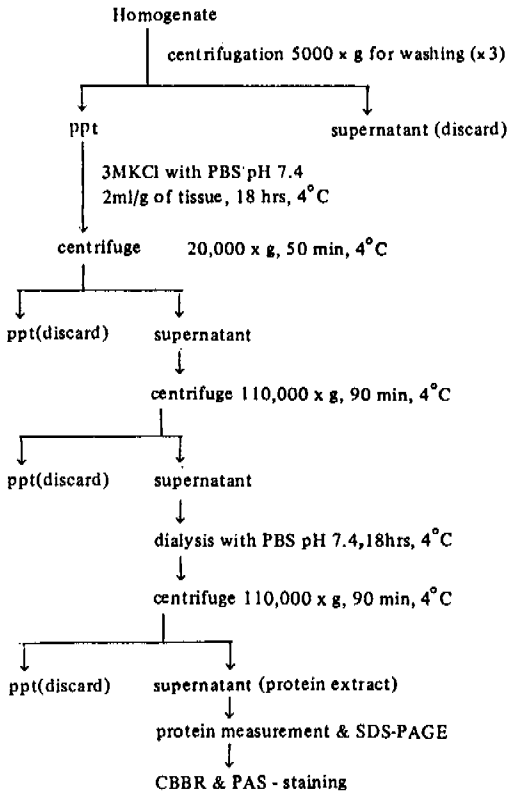 Homogenate
centrifugation 5000 x g for washing (x3)
ppt
supernatant (discard)
3MKCl with PBS pH 7.4
2ml/g of tissue, 18 hrs, 4°C
centrifuge 20,000 x g, 50 min, 4°C
ppt(discard)
supernatant
centrifuge 110,000 x g, 90 min, 4°C
ppt(discard)
supernatant
dialysis with PBS pH 7.4,18hrs, 4°C
centrifuge 110,000 x g, 90 min, 4°C
ppt(discard)
supernatant (protein extract)
protein measurement & SDS-PAGE
CBBR & PAS - staining